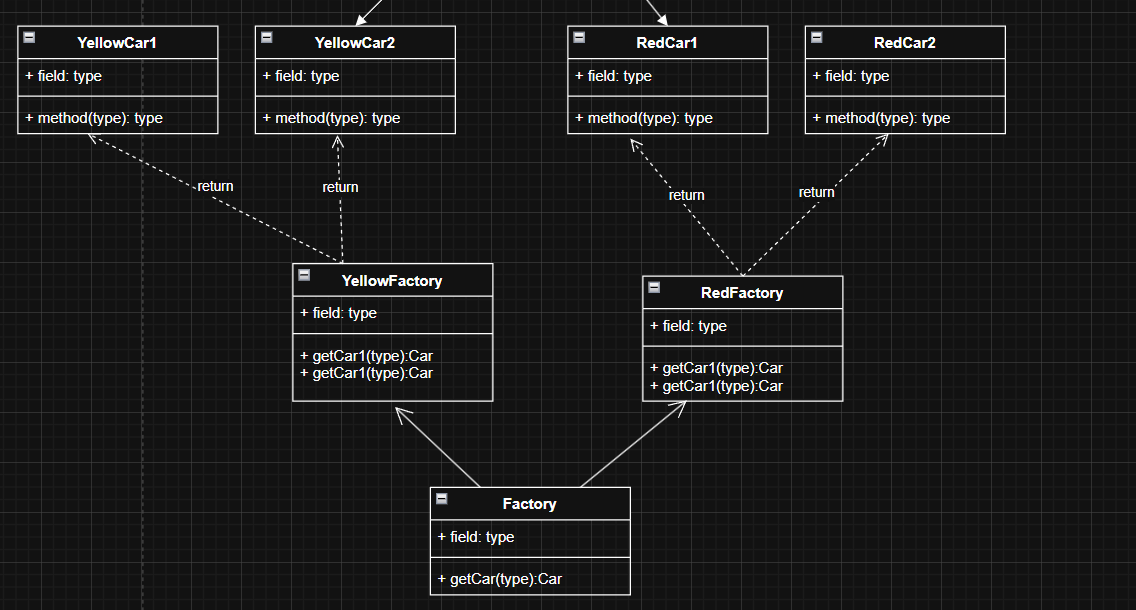 YellowCar1
+ field: type
+ method(type): type
YellowCar2
+ field: type
+ method(type): type
RedCar1
+ field: type
+ method(type): type
RedCar2
+ field: type
+ method(type): type
return
return
return
return
YellowFactory
+ field: type
+ getCar1(type):Car
+ getCar1(type):Car
RedFactory
+ field: type
+ getCar1(type):Car
+ getCar1(type):Car
Factory
+ field: type
+ getCar(type):Car